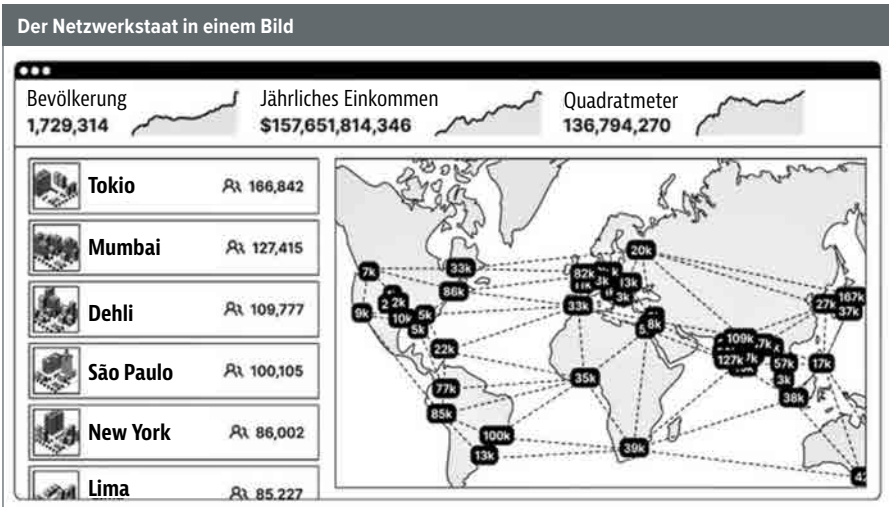 Der Netzwerkstaat in einem Bild
Bevölkerung
1,729,314
Jährliches Einkommen
$157,651,814,346
Quadratmeter
136,794,270
Tokio 166,842
Mumbai 127,415
Dehli 109,777
São Paulo 100,105
New York 86,002
Lima 85.227
20k
7k
33k
82k
86k
33k
9k
2k
10k
5k
5k
22k
3k
3k
6k
167k
27k
37k
109k
127k
57k
17k
3k
38k
35k
77k
85k
100k
13k
39k